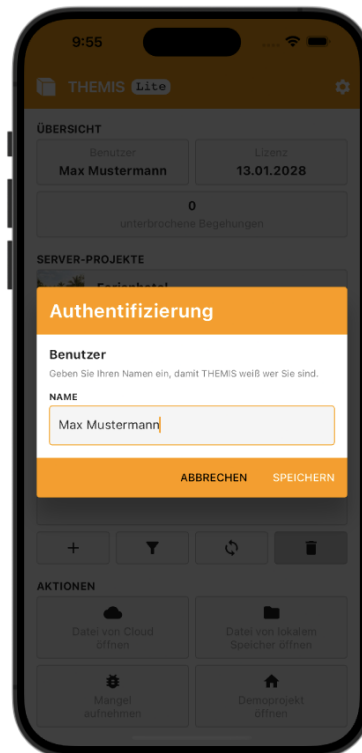 9:55
THEMIS Lite
ÜBERSICHT
Benutzer
Max Mustermann
Lizenz
13.01.2028
0
unterbrochene Begehungen
SERVER-PROJEKTE
Ferienhotel
Authentifizierung
Benutzer
Geben Sie Ihren Namen ein, damit THEMIS weiß wer Sie sind.
NAME
Max Mustermann
ABBRECHEN
SPEICHERN
AKTIONEN
Datei von Cloud
öffnen
Datei von lokalem
Speicher öffnen
Mangel
aufnehmen
Demoprojekt
öffnen